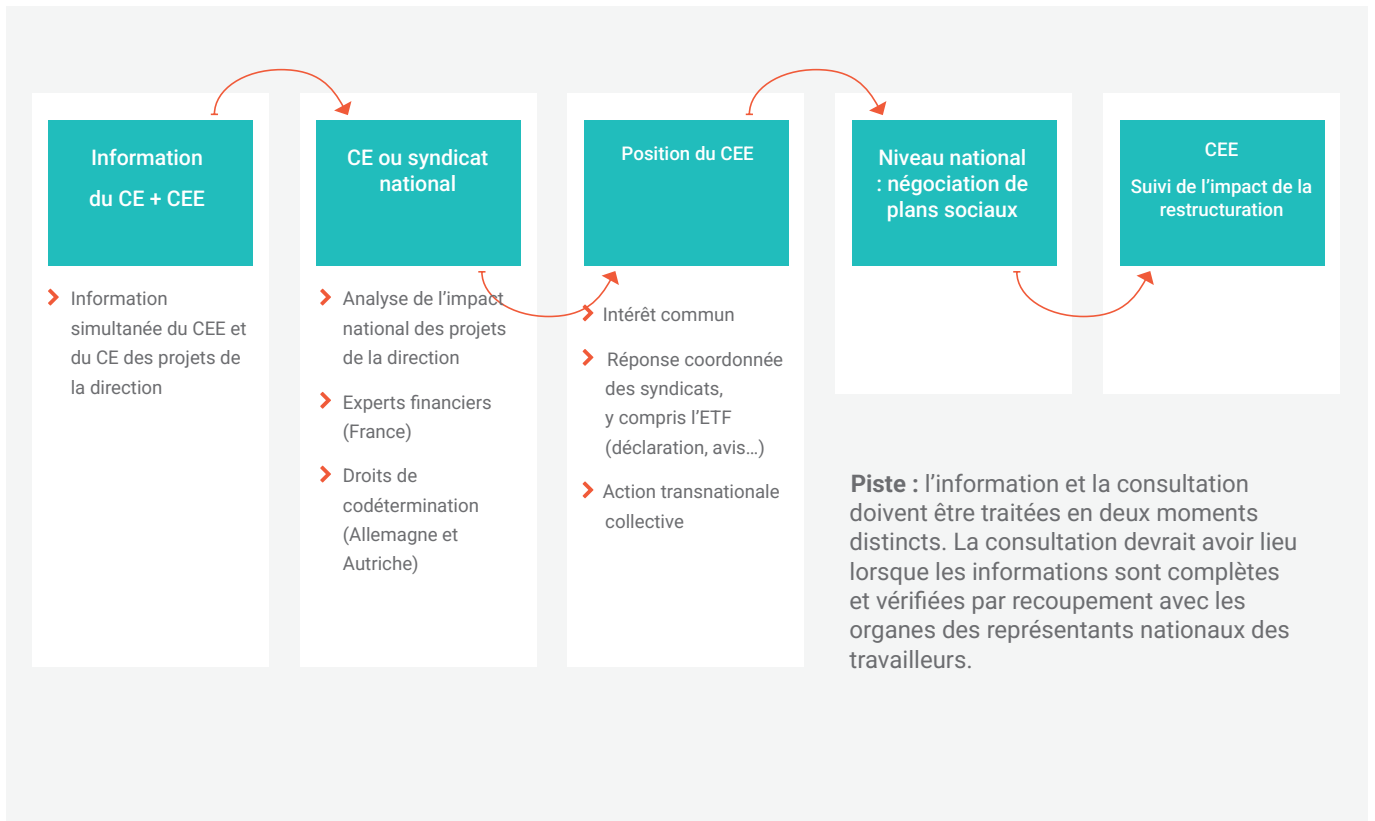 Information
du CE + CEE
Information
simultanée du CEE et
du CE des projets de
la direction
CE ou syndicat
national
Analyse de l’impact
national des projets
de la direction
Experts financiers
(France)
Droits de
codétermination
(Allemagne et
Autriche)
Position du CEE
Intérêt commun
Réponse coordonnée
des syndicats,
y compris l’ETF
(déclaration, avis…)
Action transnationale
collective
Niveau national
: négociation de
plans sociaux
CEE
Suivi de l’impact de la
restructuration
Piste : l’information et la consultation
doivent être traitées en deux moments
distincts. La consultation devrait avoir lieu
lorsque les informations sont complètes
et vérifiées par recoupement avec les
organes des représentants nationaux des
travailleurs.